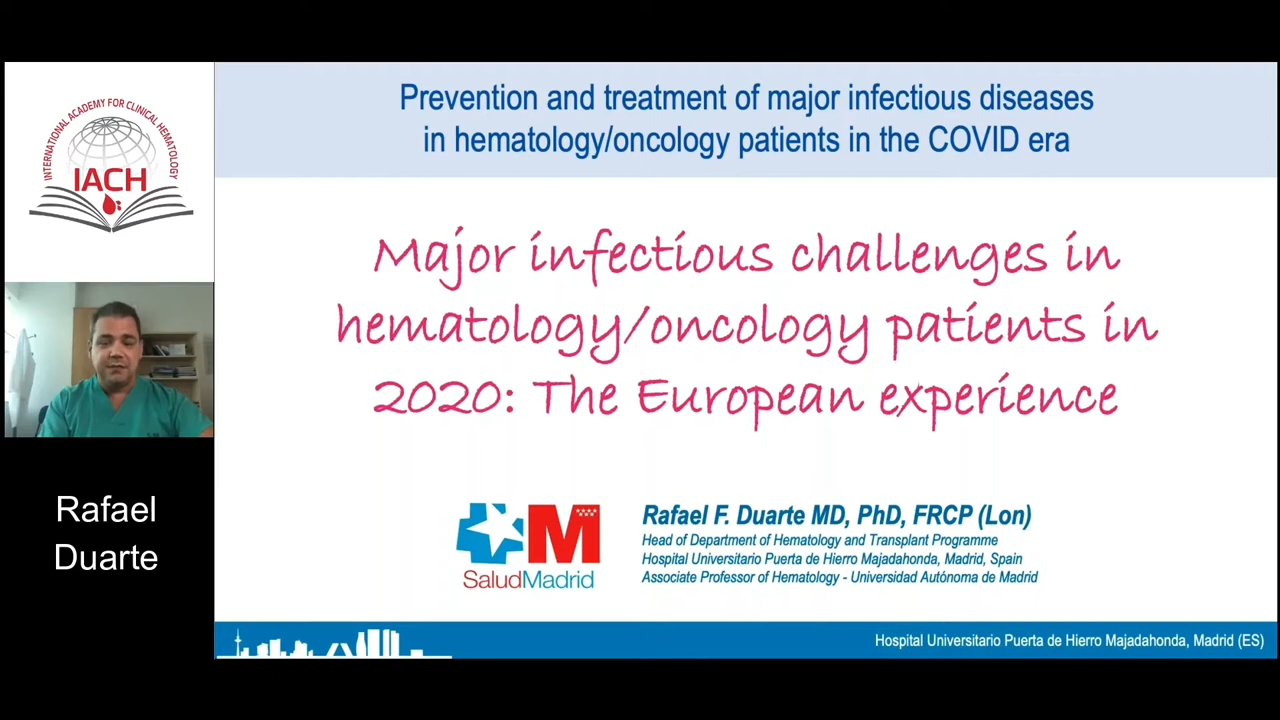 INTERNATIONAL ACADEMY FOR CLINICAL HEMATOLOGY
IACH
Rafael
Duarte
Prevention and treatment of major infectious diseases
in hematology/oncology patients in the COVID era
Major infectious challenges in
hematology/oncology patients in
2020: The European experience
M
SaludMadrid
Rafael F. Duarte MD, PhD, FRCP (Lon)
Head of Department of Hematology and Transplant Programme
Hospital Universitario Puerta de Hierro Majadahonda, Madrid, Spain
Associate Professor of Hematology - Universidad Autónoma de Madrid
Hospital Universitario Puerta de Hierro Majadahonda, Madrid (ES)